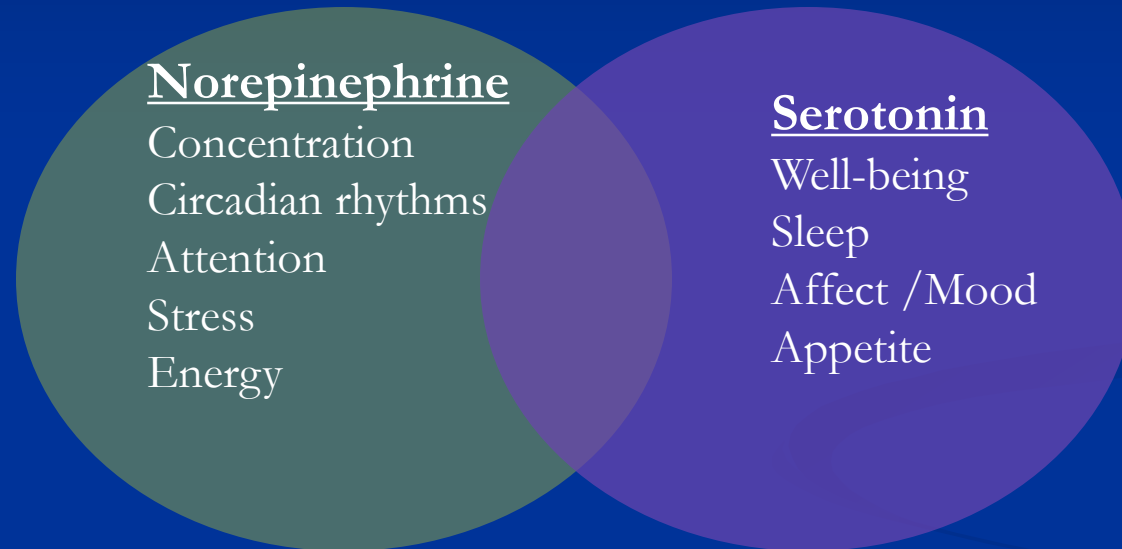 Norepinephrine
Concentration
Circadian rhythms
Attention
Stress
Energy
Serotonin
Well-being
Sleep
Affect /Mood
Appetite